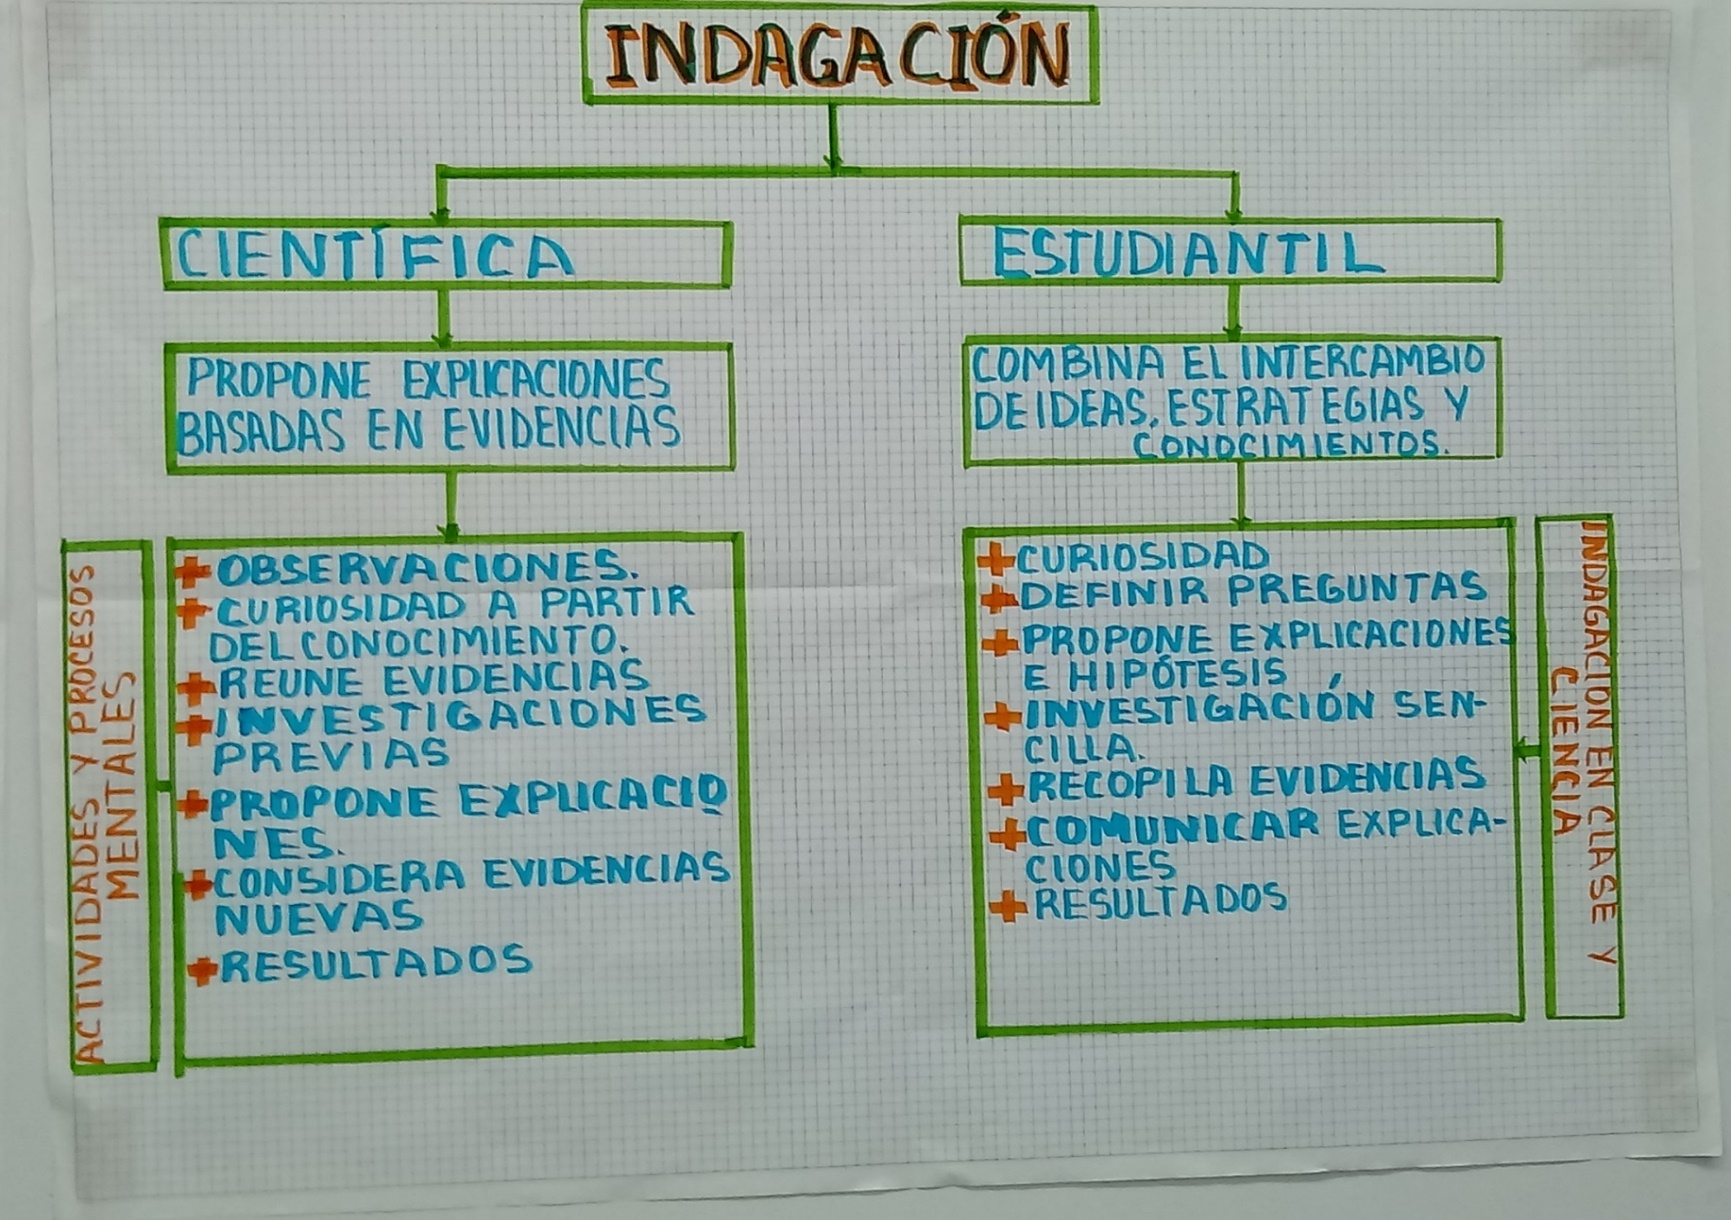 INDAGACIÓN
CIENTÍFICA
PROPONE EXPLICACIONES
BASADAS EN EVIDENCIAS
ACTIVIDADES Y PROCESOS
MENTALES
+OBSERVACIONES.
+CURIOSIDAD A PARTIR
DEL CONOCIMIENTO.
+REUNE EVIDENCIAS
+INVESTIGACIONES
PREVIAS
+PROPONE EXPLICACIO
NES.
+CONSIDERA EVIDENCIAS
NUEVAS
+RESULTADOS
ESTUDIANTIL
COMBINA EL INTERCAMBIO
DE IDEAS, ESTRATEGIAS Y
CONOCIMIENTOS.
+CURIOSIDAD
+DEFINIR PREGUNTAS
+PROPONE EXPLICACIONES
E HIPÓTESIS
+INVESTIGACIÓN SEN-
CILLA.
+RECOPILA EVIDENCIAS
+COMUNICAR EXPLICA-
CIONES
+RESULTADOS
INDAGACION EN CLASE Y
CIENCIA